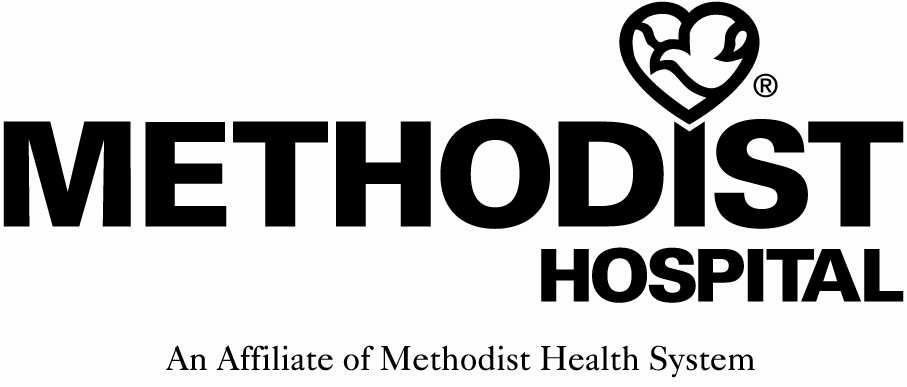 METHODIST®
HOSPITAL
An Affiliate of Methodist Health System